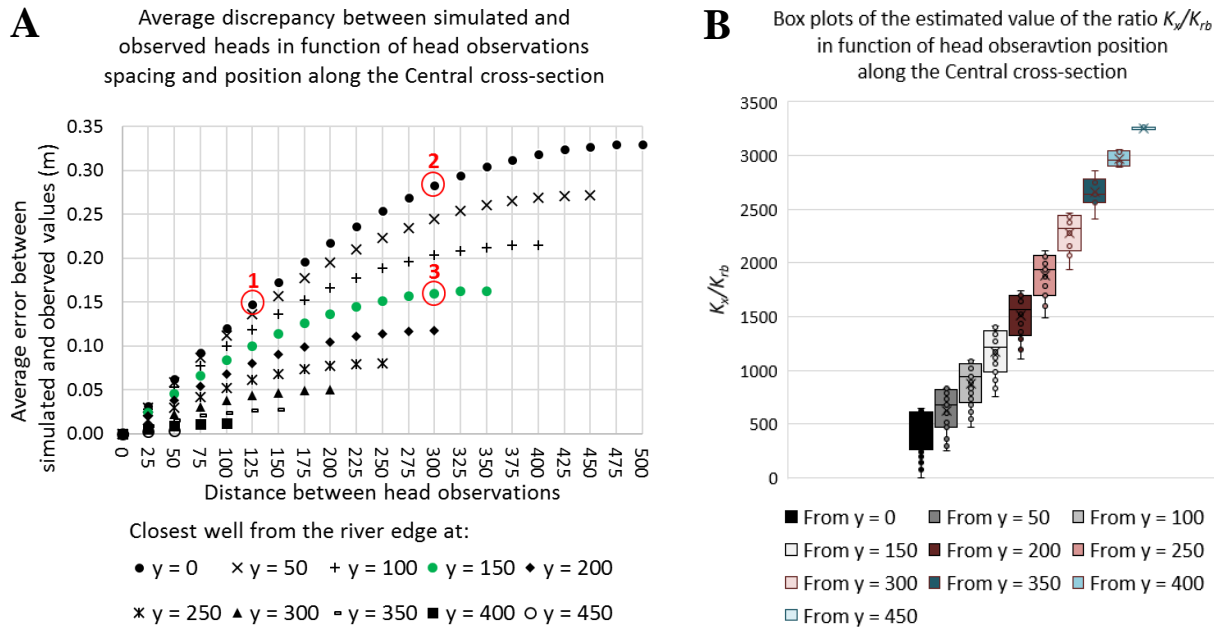 A
Average discrepancy between simulated and
observed heads in function of head observations
spacing and position along the Central cross-section
Average error between
simulated and oberved values (m)
0.35
0.30
0.25
0.20
0.15
0.10
0.05
0.00
1
2
3
0 25 50 75 100 125 150 175 200 225 250 275 300 325 350 375 400 425 450 475 500
Distance between head observations
Closest well from the river edge at:
y = 0 y = 50 y = 100 y = 150 y = 200
y = 250 y = 300 y = 350 y = 400 y = 450
B
Box plots of the estimated value of the ratio Kx/Krb
in function of head obseravtion position
along the Central cross-section
Kx/Krb
3500
3000
2500
2000
1500
1000
500
0
From y = 0 From y = 50 From y = 100
From y = 150 From y = 200 From y = 250
From y = 300 From y = 350 From y = 400
From y = 450